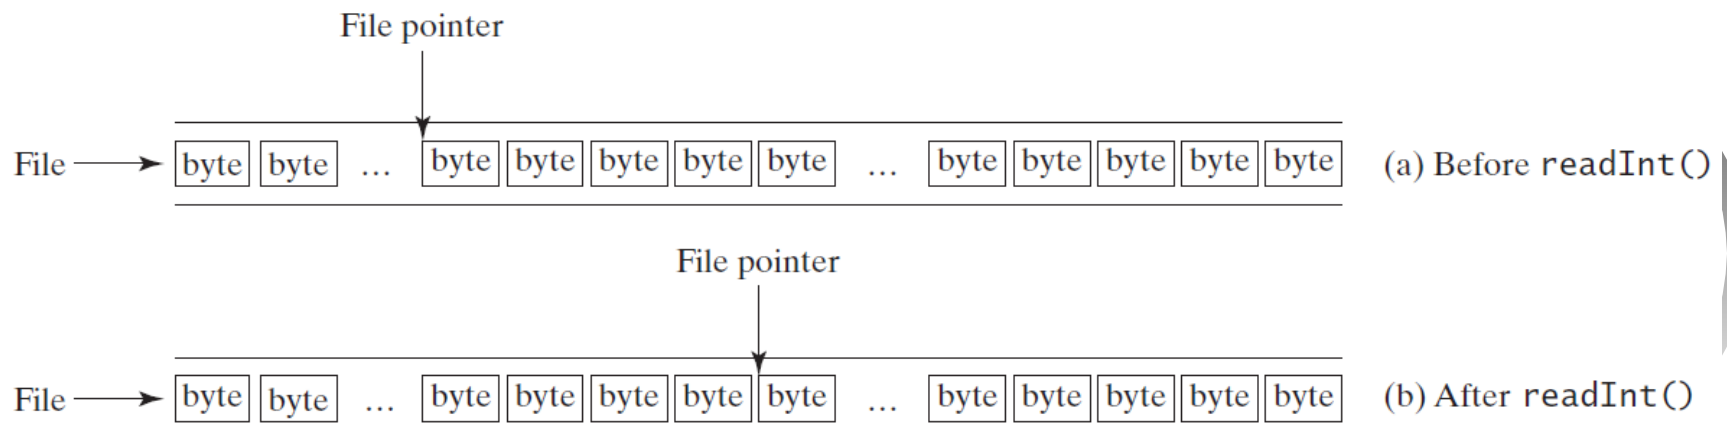 File pointer
File byte byte ... byte byte byte byte byte ... byte byte byte byte byte (a) Before readInt()
File pointer
File byte byte ... byte byte byte byte byte ... byte byte byte byte byte (b) After readInt()